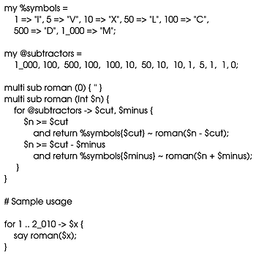 my %symbols =
1 => "I", 5 => "V", 10 => "X", 50 => "L", 100 => "C",
500 => "D", 1_000 => "M";
my @subtractors =
1_000, 100, 500, 100, 100, 10, 50, 10, 10, 1, 5, 1, 1, 0;
multi sub roman (0) { '' }
multi sub roman (Int $n) {
for @subtractors -> $cut, $minus {
$n >= $cut
and return %symbols{$cut} ~ roman($n - $cut);
$n >= $cut - $minus
and return %symbols{$minus} ~ roman($n + $minus);
}
}
# Sample usage
for 1 .. 2_010 -> $x {
say roman($x);
}